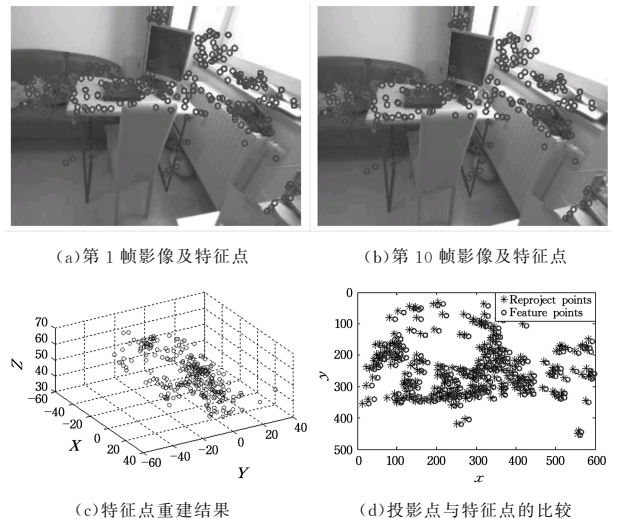 (a)第 1 帧影像及特征点
(b)第 10 帧影像及特征点
70
60
50
40
30
Z
-60
-40
-20
0
20
40
X
-60
-40
-20
0
20
40
Y
(c)特征点重建结果
0
100
200
300
400
500
y
Reproject points
Feature points
0 100 200 300 400 500 600
x
(d)投影点与特征点的比较